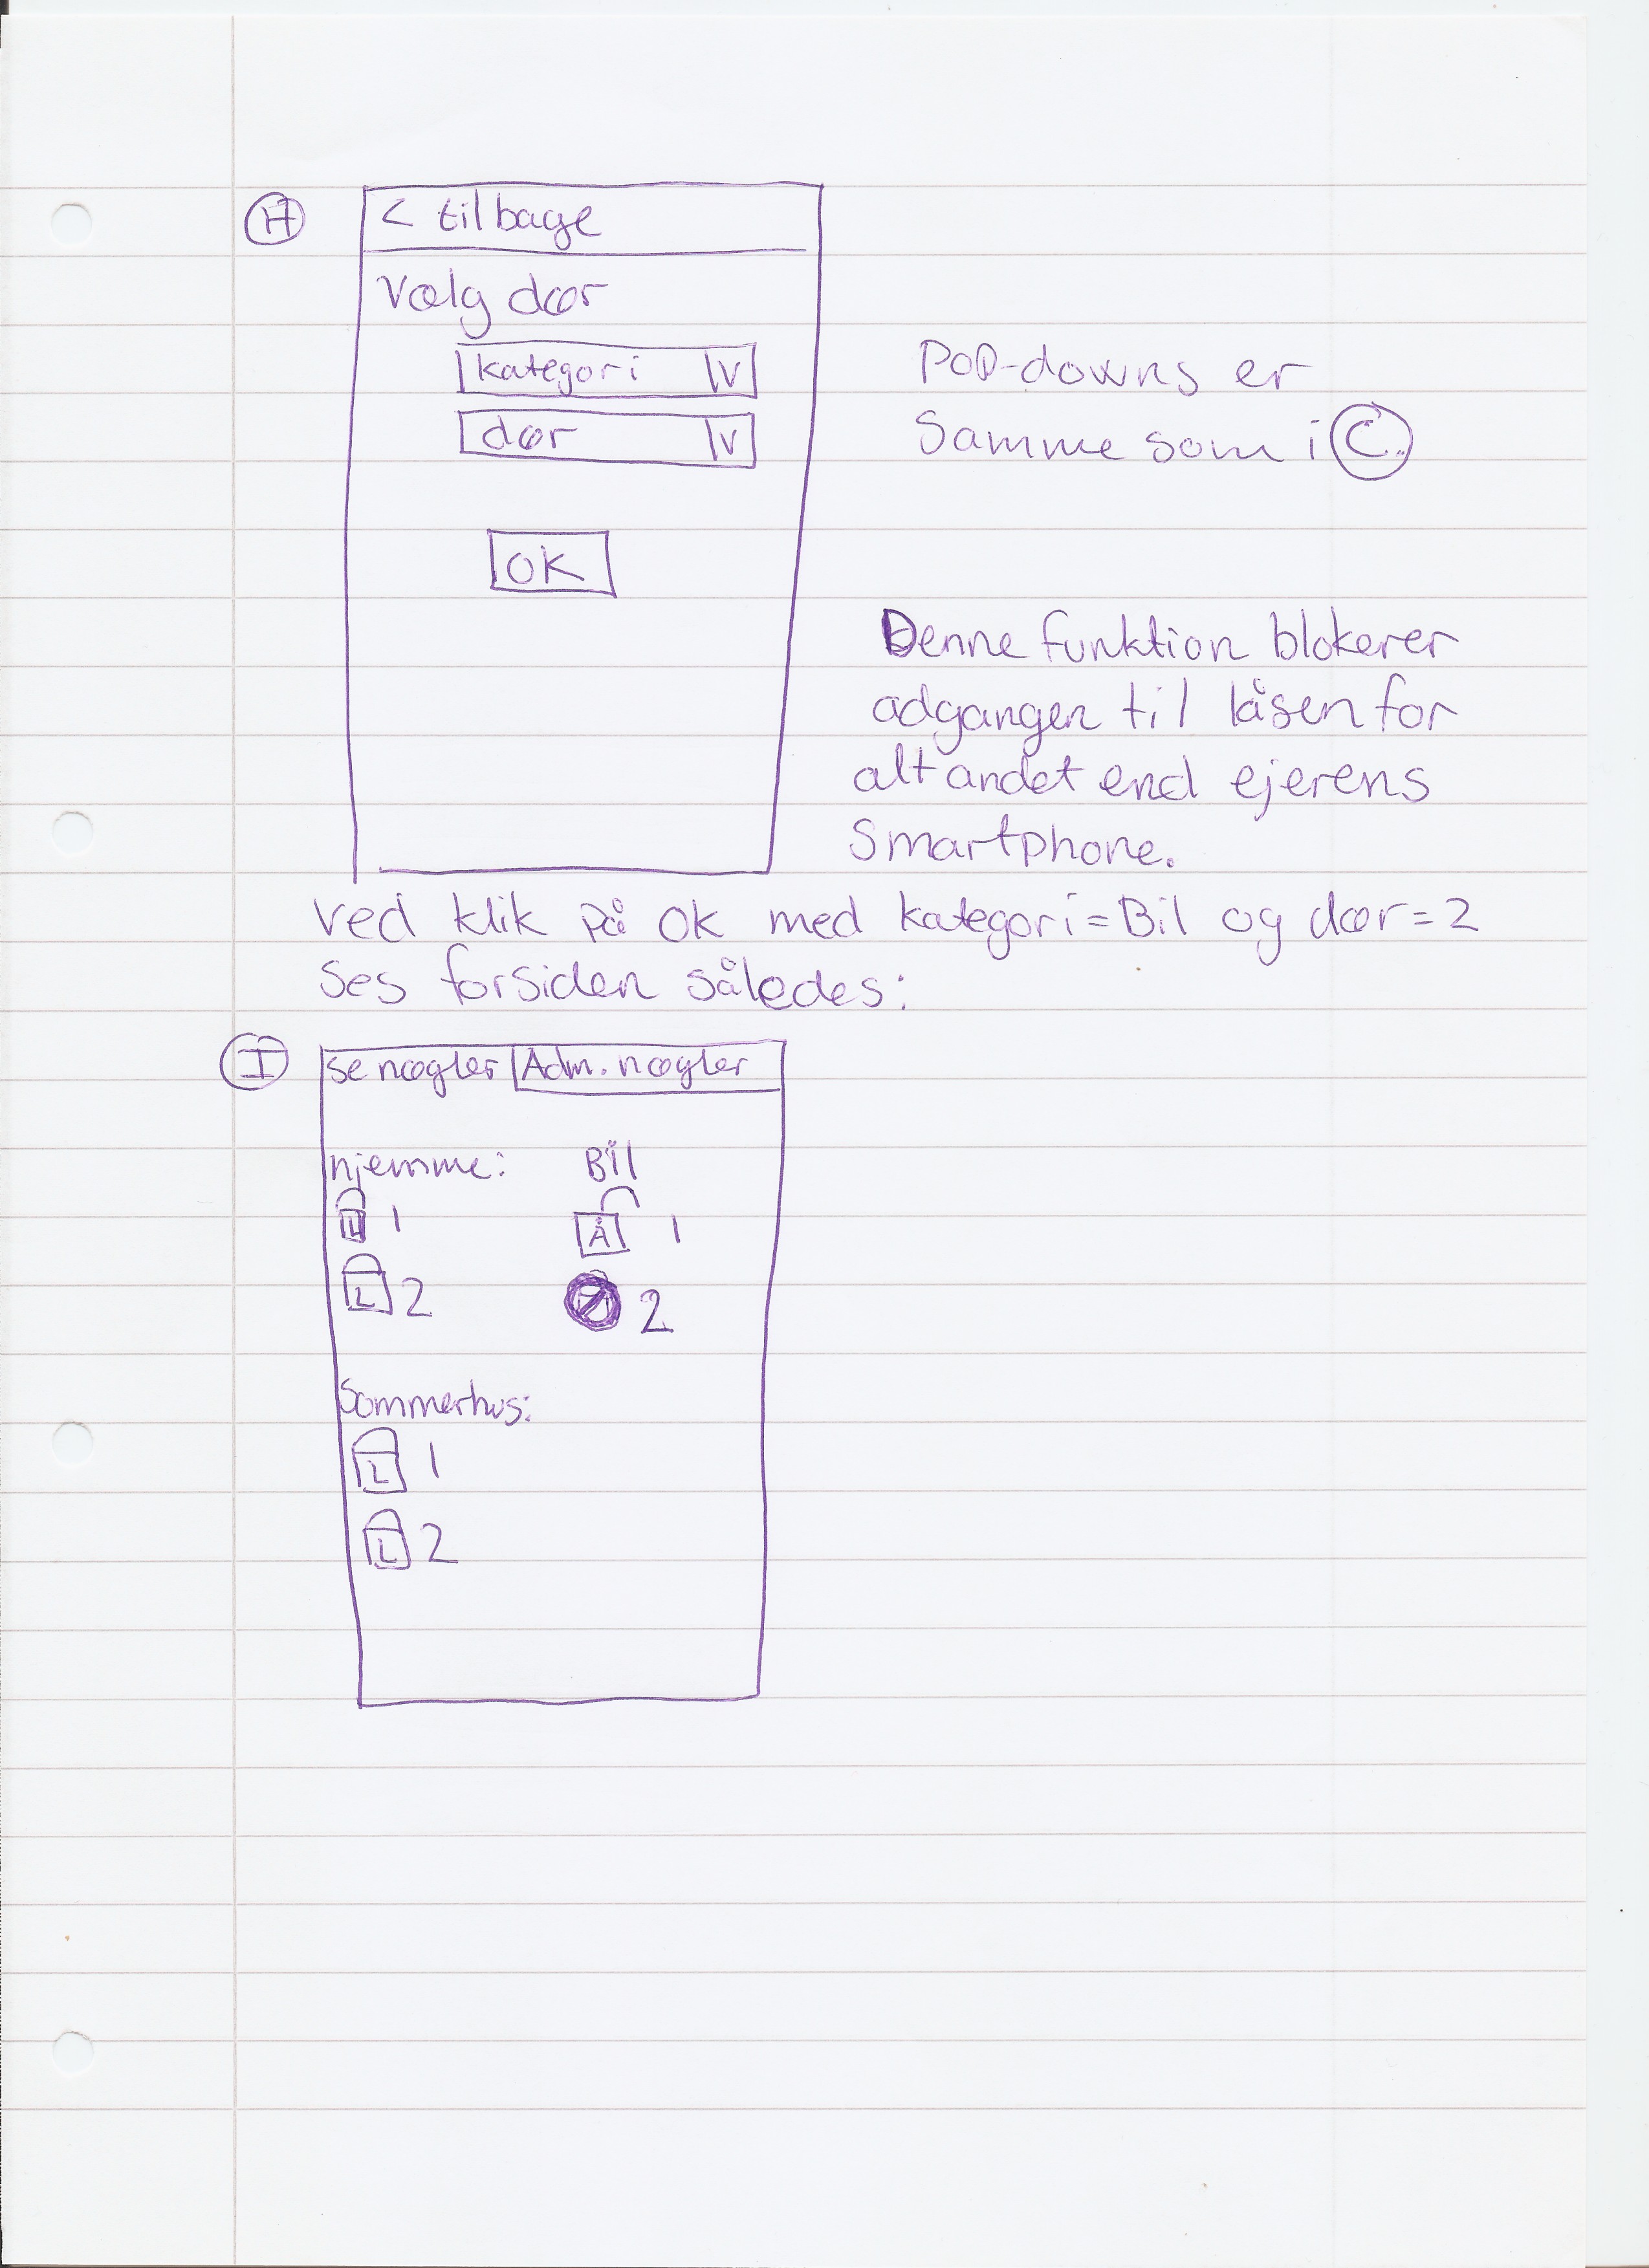 H
< tilbage
Vælg dør
kategori V
dør V
OK
Pop-downs er
Samme som i C.
Denne funktion blokerer
adgangen til låsen for
alt andet end ejerens
Smartphone.
Ved klik på OK med kategori=Bil og dør=2
Ses forsiden således:
I
Se nøgler Adm. nøgler
Hjemme: Bil
L 1 Å 1
L 2 2
Sommerhus:
L 1
L 2